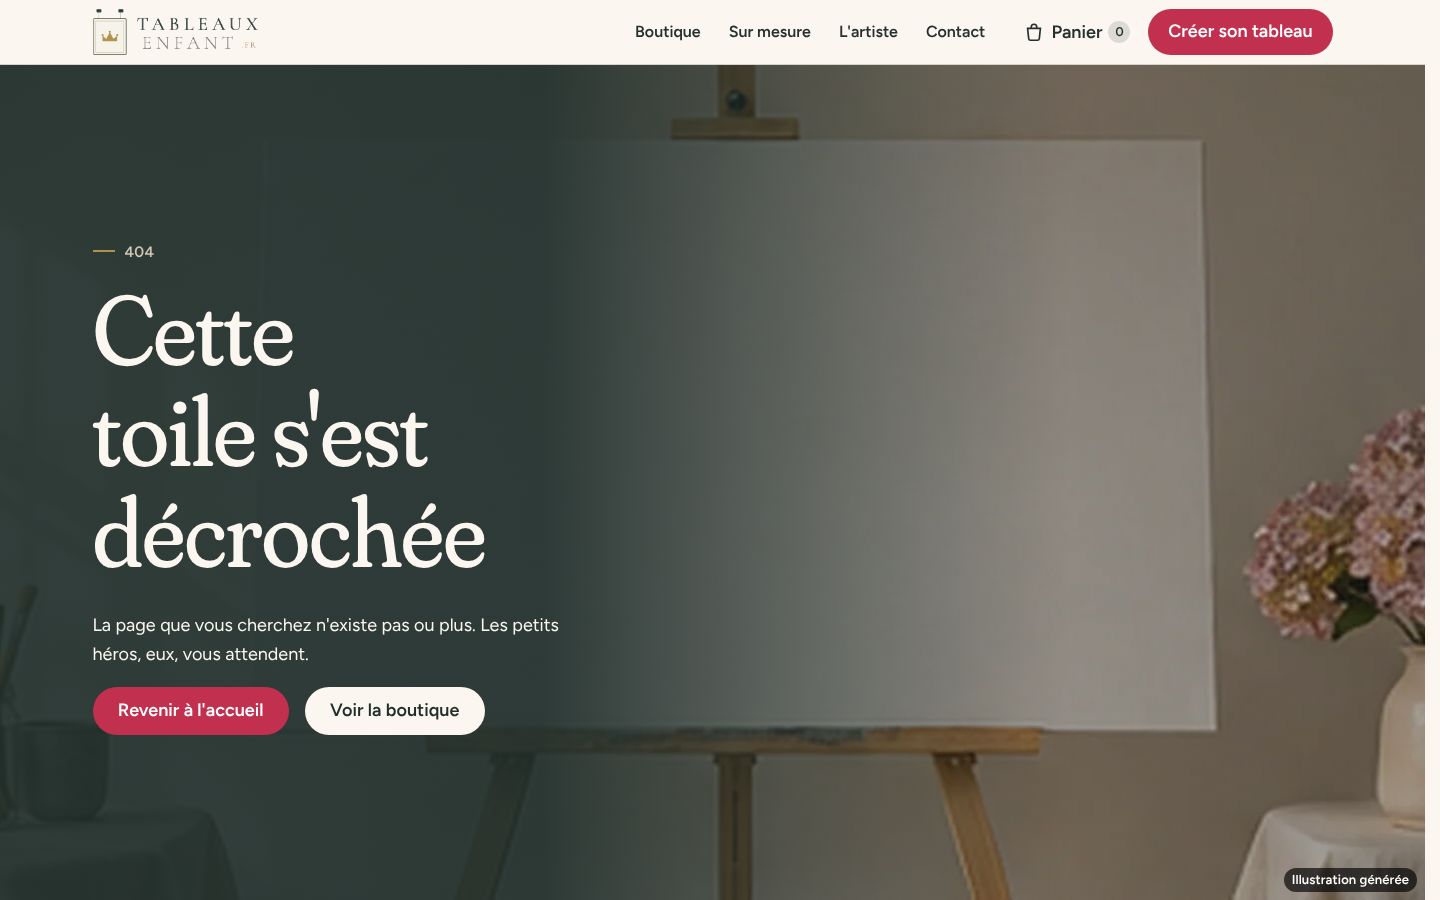 TABLEAUX
ENFANT .FR
Boutique
Sur mesure
L'artiste
Contact
Panier 0
Créer son tableau
404
Cette
toile s'est
décrochée
La page que vous cherchez n'existe pas ou plus. Les petits
héros, eux, vous attendent.
Revenir à l'accueil
Voir la boutique
Illustration générée